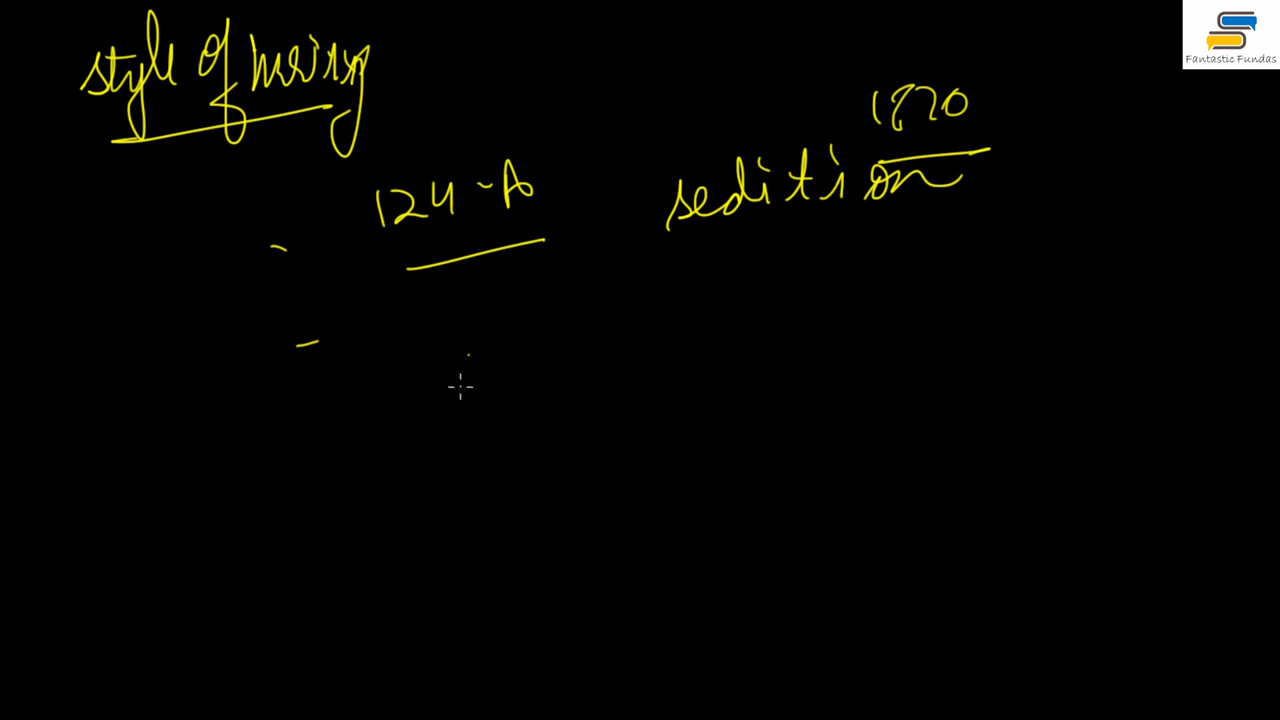 style of writing
1870
124-A sedition
-
-
Fantastic Fundas